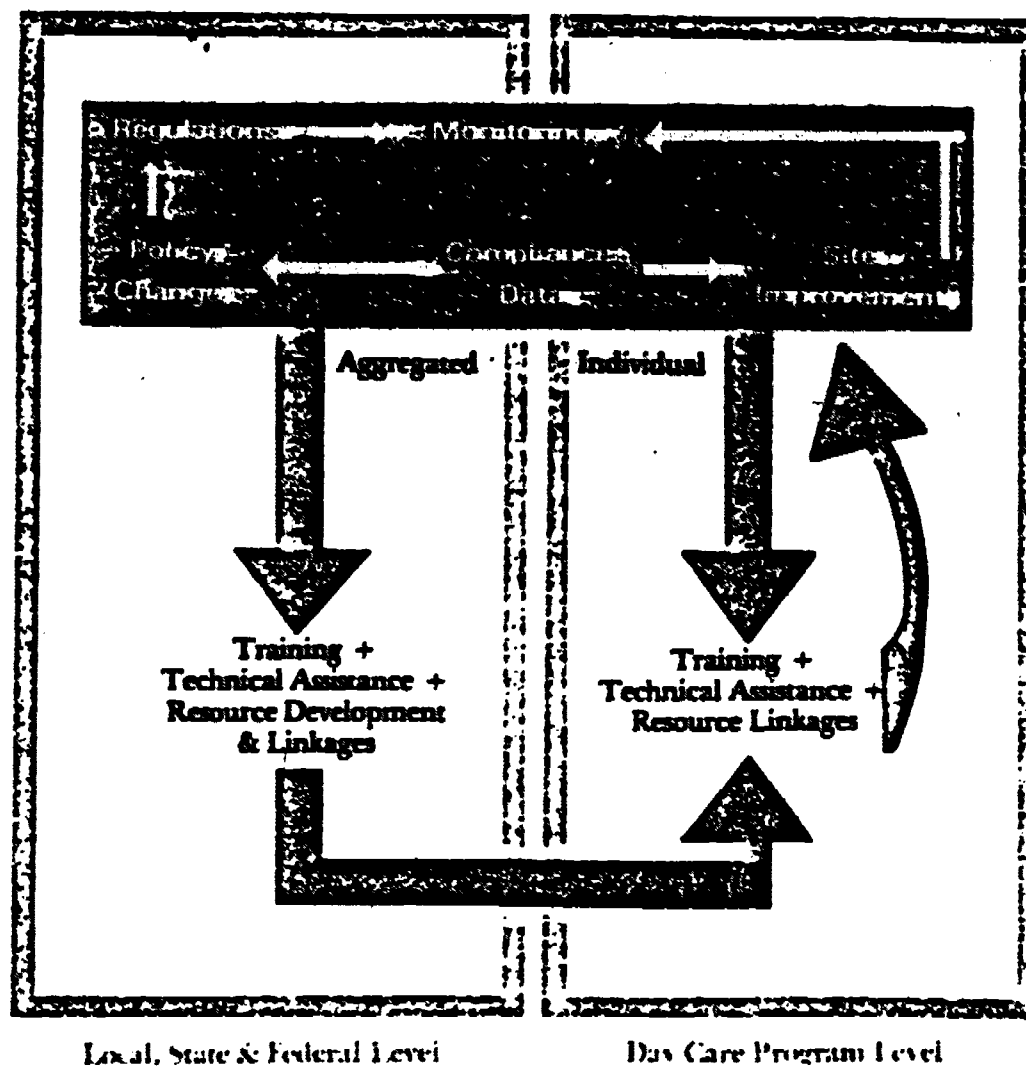 Regulations Monitoring
Policy Compliance Site
Change Data Improvement
Aggregated Individual
Training +
Technical Assistance +
Resource Development
& Linkages
Training +
Technical Assistance +
Resource Linkages
Local, State & Federal Level
Day Care Program Level